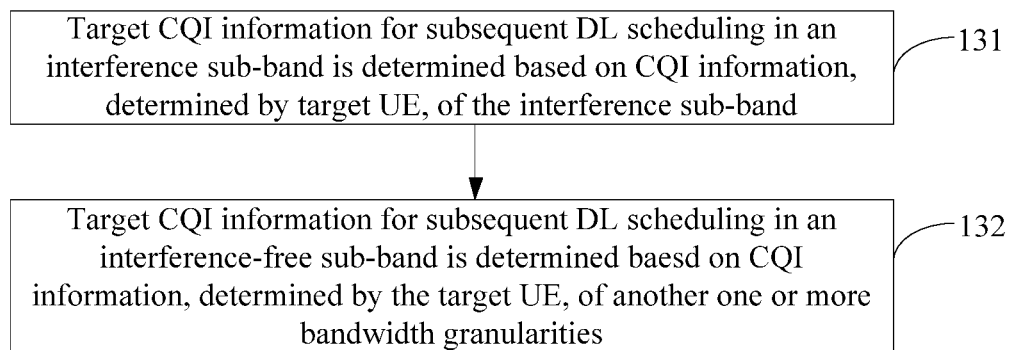 Target CQI information for subsequent DL scheduling in an
interference sub-band is determined based on CQI information,
determined by target UE, of the interference sub-band
131
Target CQI information for subsequent DL scheduling in an
interference-free sub-band is determined baesd on CQI
information, determined by the target UE, of another one or more
bandwidth granularities
132